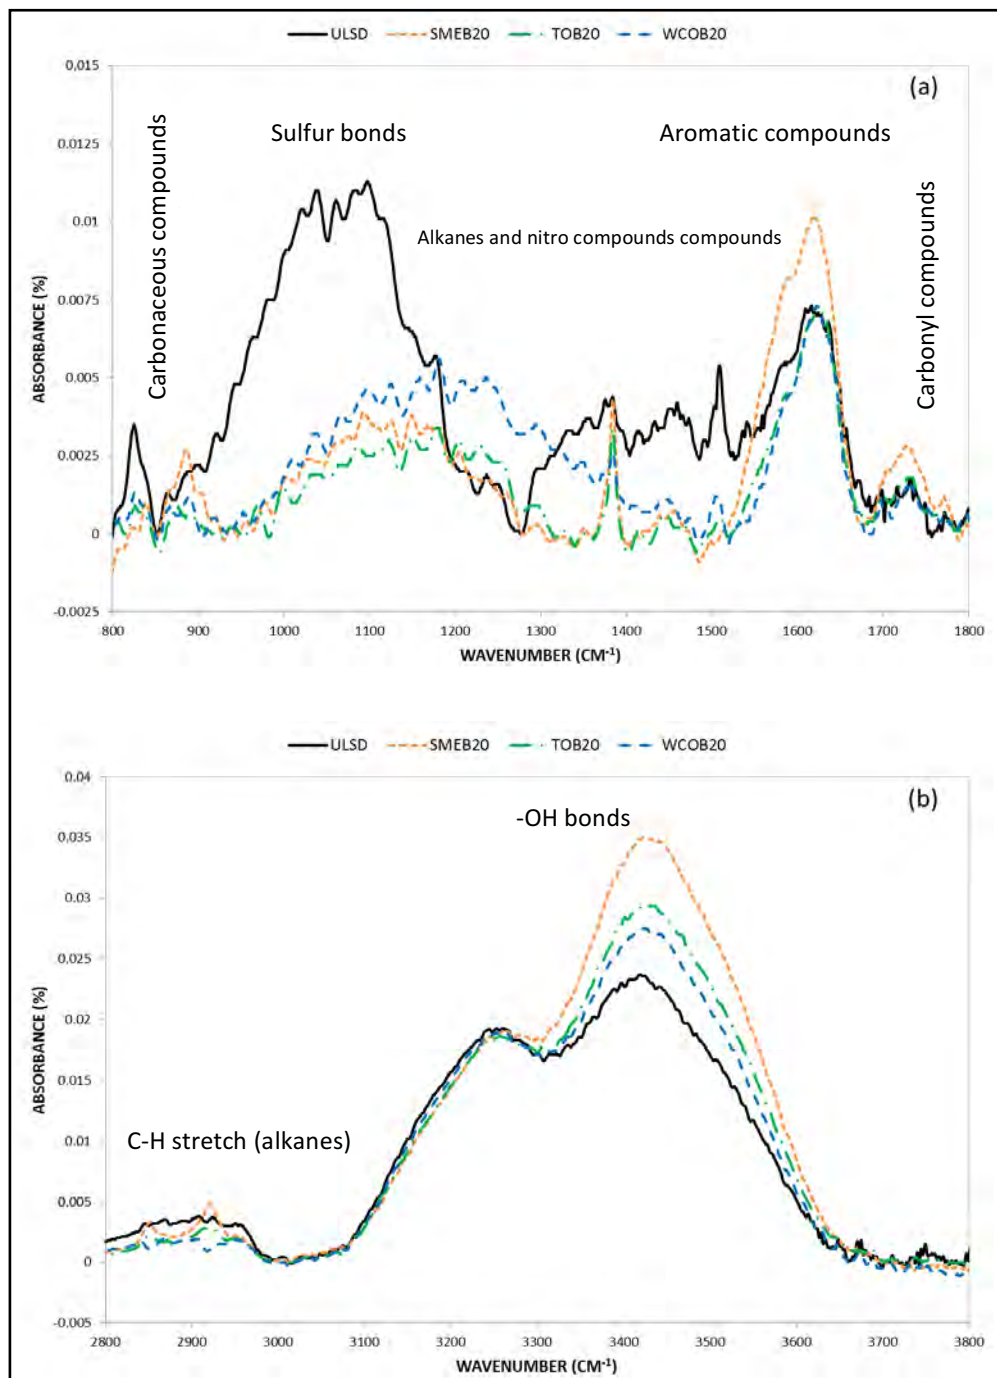 ULSD SMEB20 TOB20 WCOB20
(a)
0.015
0.0125
0.01
0.0075
0.005
0.0025
0
-0.0025
ABSORBANCE (%)
Carbonaceous compounds
Sulfur bonds
Alkanes and nitro compounds compounds
Aromatic compounds
Carbonyl compounds
800 900 1000 1100 1200 1300 1400 1500 1600 1700 1800
WAVENUMBER (CM-1)
ULSD SMEB20 TOB20 WCOB20
(b)
0.04
0.035
0.03
0.025
0.02
0.015
0.01
0.005
0
-0.005
ABSORBANCE (%)
-OH bonds
C-H stretch (alkanes)
2800 2900 3000 3100 3200 3300 3400 3500 3600 3700 3800
WAVENUMBER (CM-1)